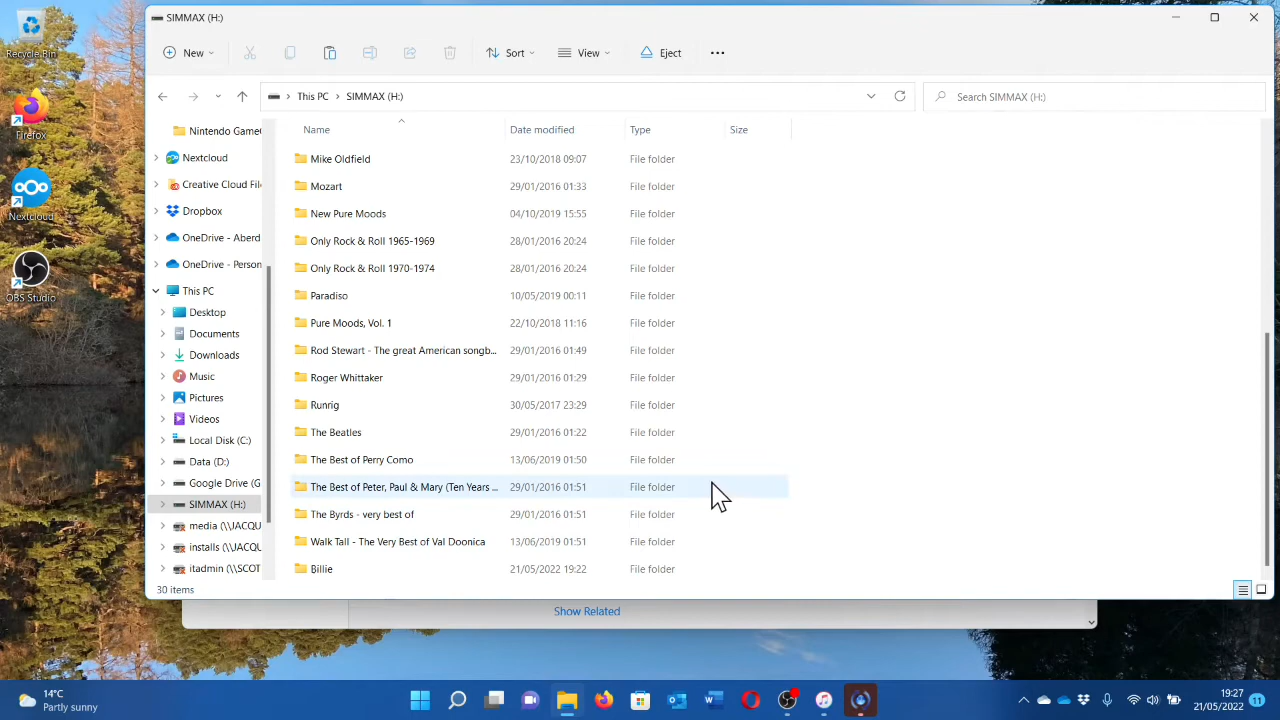 SIMMAX (H:)
Recycle Bin
Firefox
Nextcloud
OBS Studio
New
Sort
View
Eject
This PC
SIMMAX (H:)
Search SIMMAX (H:)
Nintendo Game
Nextcloud
Creative Cloud Fil
Dropbox
OneDrive - Aberd
OneDrive - Person
This PC
Desktop
Documents
Downloads
Music
Pictures
Videos
Local Disk (C:)
Data (D:)
Google Drive (G
SIMMAX (H:)
media (\\JACQU
installs (\\JACQU
itadmin (\\SCOT
Name Date modified Type Size
Mike Oldfield 23/10/2018 09:07 File folder
Mozart 29/01/2016 01:33 File folder
New Pure Moods 04/10/2019 15:55 File folder
Only Rock & Roll 1965-1969 28/01/2016 20:24 File folder
Only Rock & Roll 1970-1974 28/01/2016 20:24 File folder
Paradiso 10/05/2019 00:11 File folder
Pure Moods, Vol. 1 22/10/2018 11:16 File folder
Rod Stewart - The great American songb... 29/01/2016 01:49 File folder
Roger Whittaker 29/01/2016 01:29 File folder
Runrig 30/05/2017 23:29 File folder
The Beatles 29/01/2016 01:22 File folder
The Best of Perry Como 13/06/2019 01:50 File folder
The Best of Peter, Paul & Mary (Ten Years ... 29/01/2016 01:51 File folder
The Byrds - very best of 29/01/2016 01:51 File folder
Walk Tall - The Very Best of Val Doonica 13/06/2019 01:51 File folder
Billie 21/05/2022 19:22 File folder
30 items
Show Related
14°C
Partly sunny
19:27
21/05/2022
11